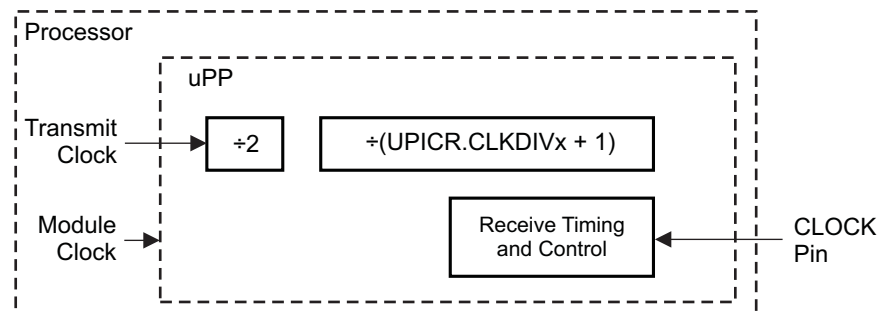 Processor
uPP
Transmit
Clock
÷2
÷(UPICR.CLKDIVx + 1)
Module
Clock
Receive Timing
and Control
CLOCK
Pin